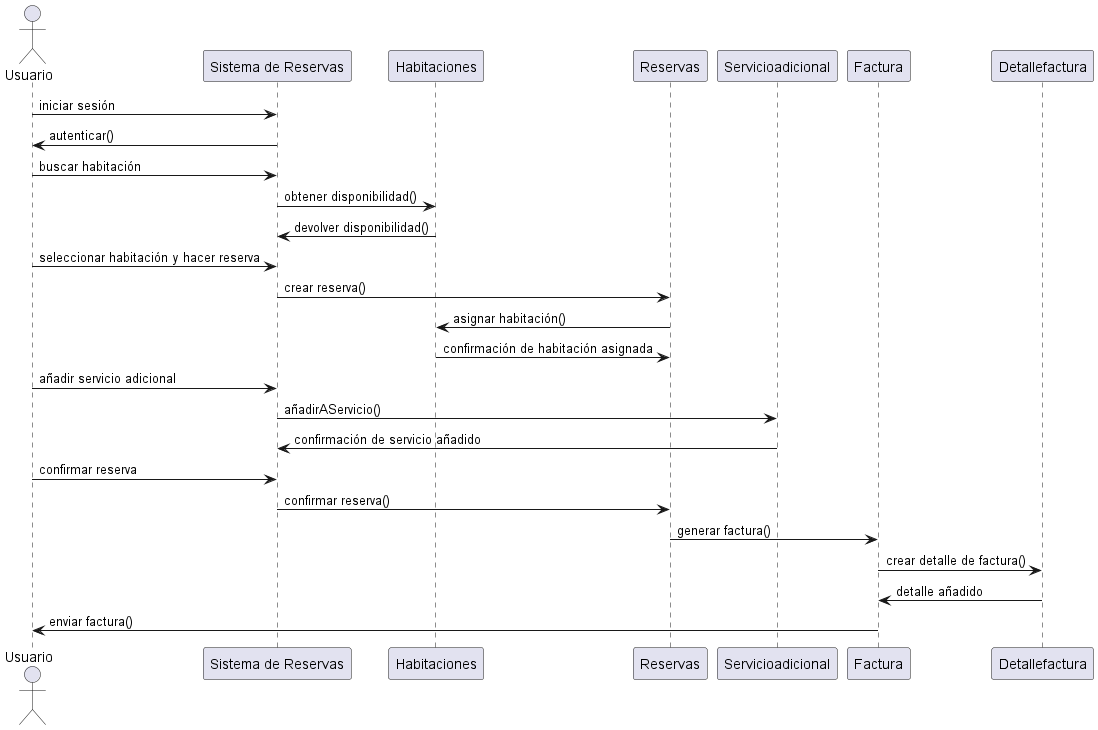 Usuario
Sistema de Reservas
Habitaciones
Reservas
Servicioadicional
Factura
Detallefactura
iniciar sesión
autenticar()
buscar habitación
obtener disponibilidad()
devolver disponibilidad()
seleccionar habitación y hacer reserva
crear reserva()
asignar habitación()
confirmación de habitación asignada
añadir servicio adicional
añadirAServicio()
confirmación de servicio añadido
confirmar reserva
confirmar reserva()
generar factura()
crear detalle de factura()
detalle añadido
enviar factura()
Usuario
Sistema de Reservas
Habitaciones
Reservas
Servicioadicional
Factura
Detallefactura